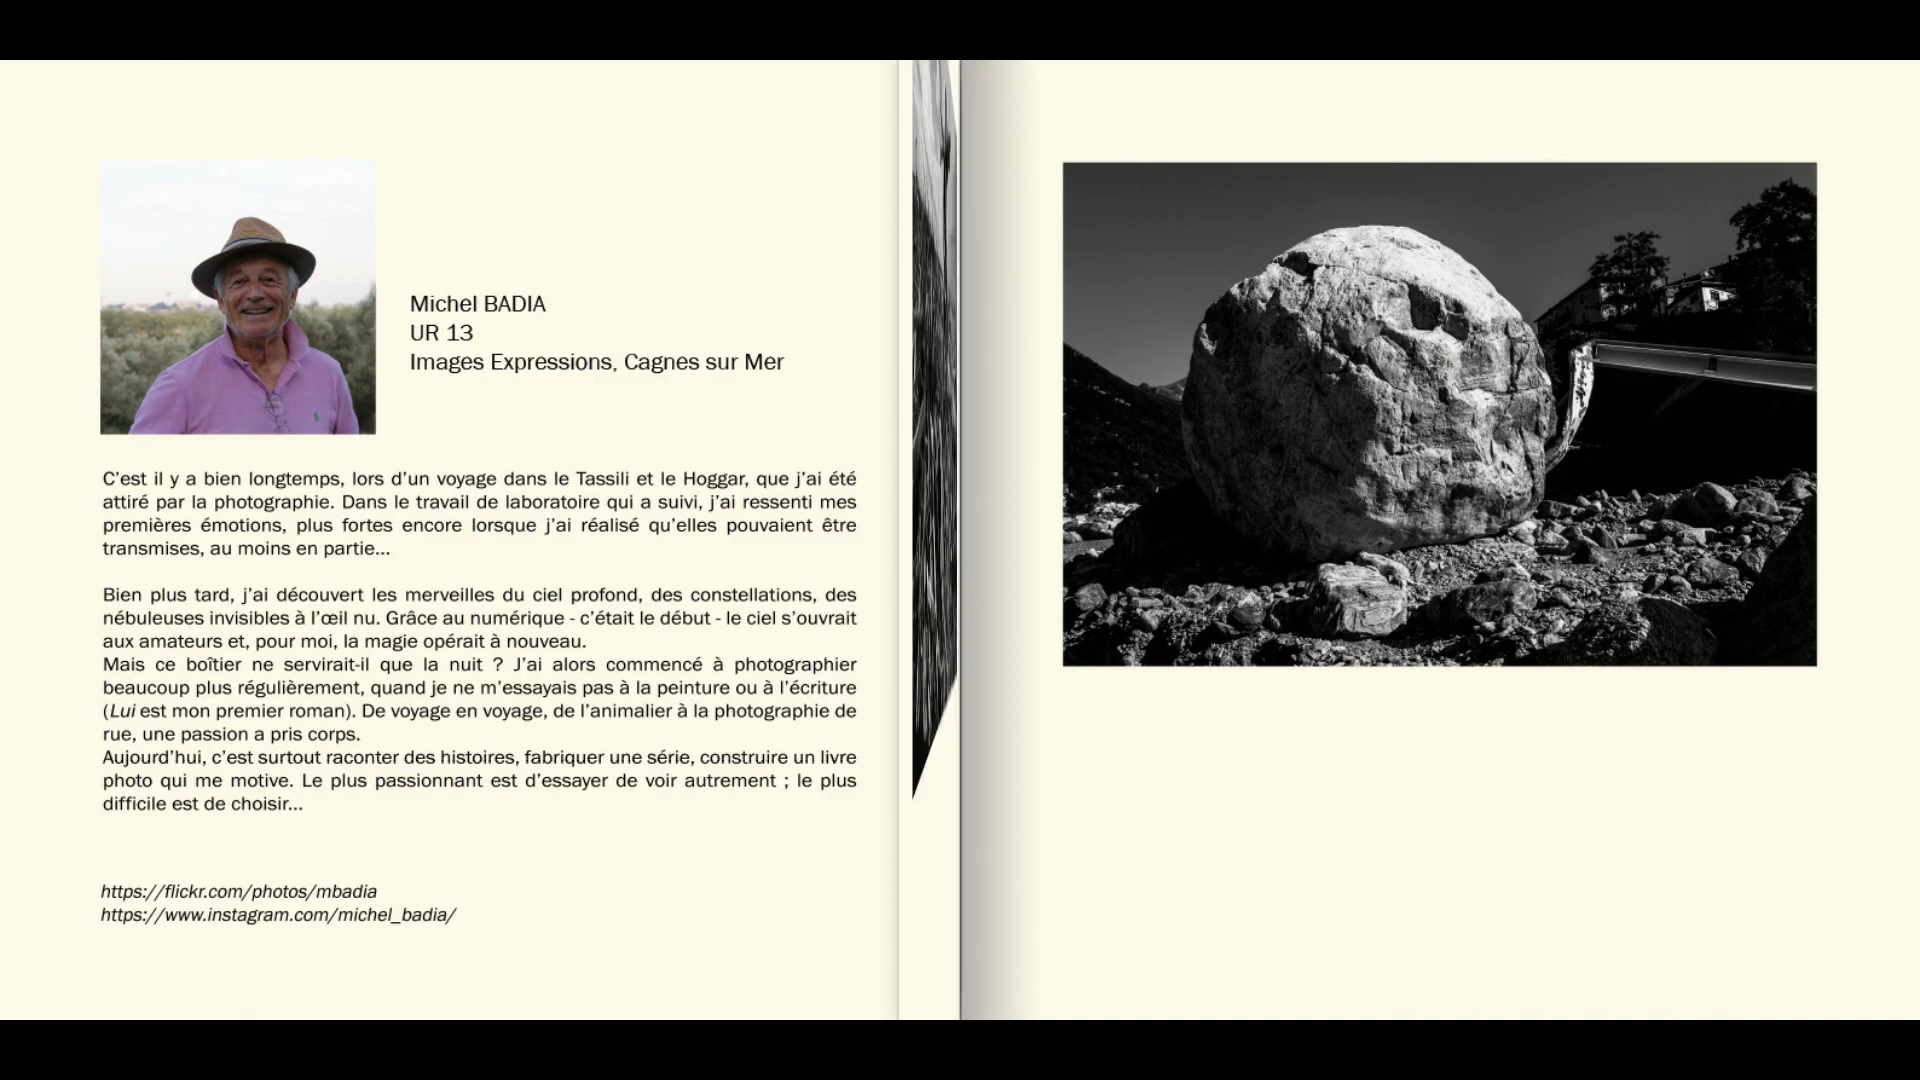 Michel BADIA
UR 13
Images Expressions, Cagnes sur Mer
C’est il y a bien longtemps, lors d’un voyage dans le Tassili et le Hoggar, que j’ai été
attiré par la photographie. Dans le travail de laboratoire qui a suivi, j’ai ressenti mes
premières émotions, plus fortes encore lorsque j’ai réalisé qu’elles pouvaient être
transmises, au moins en partie...
Bien plus tard, j’ai découvert les merveilles du ciel profond, des constellations, des
nébuleuses invisibles à l’œil nu. Grâce au numérique - c’était le début - le ciel s’ouvrait
aux amateurs et, pour moi, la magie opérait à nouveau.
Mais ce boîtier ne servirait-il que la nuit ? J’ai alors commencé à photographier
beaucoup plus régulièrement, quand je ne m’essayais pas à la peinture ou à l’écriture
(Lui est mon premier roman). De voyage en voyage, de l’animalier à la photographie de
rue, une passion a pris corps.
Aujourd’hui, c’est surtout raconter des histoires, fabriquer une série, construire un livre
photo qui me motive. Le plus passionnant est d’essayer de voir autrement ; le plus
difficile est de choisir...
https://flickr.com/photos/mbadia
https://www.instagram.com/michel_badia/